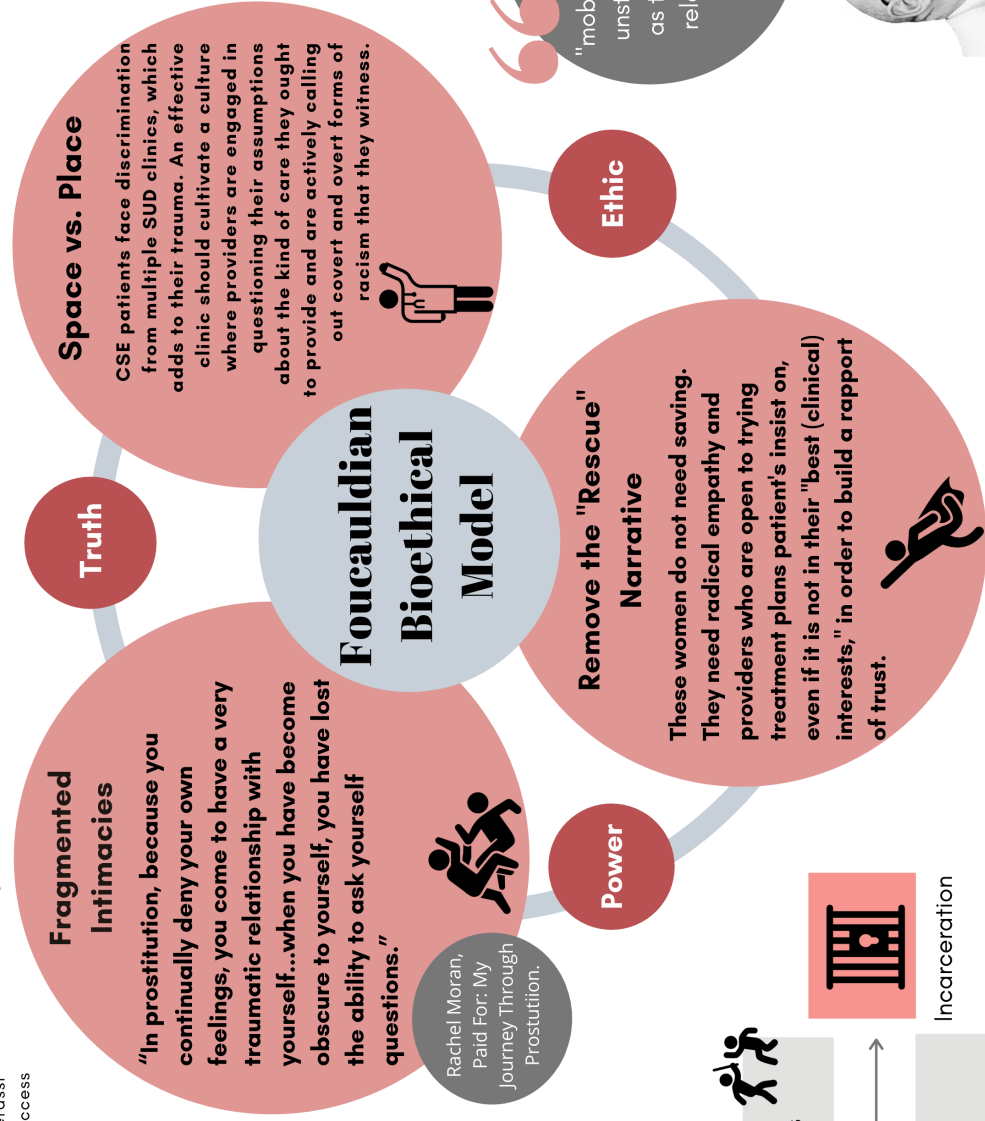 Fragmented
Intimacies
“In prostitution, because you
continually deny your own
feelings, you come to have a very
traumatic relationship with
yourself...when you have become
obscure to yourself, you have lost
the ability to ask yourself
questions.”
Rachel Moran,
Paid For: My
Journey Through
Prostutiion.
Truth
Space vs. Place
CSE patients face discrimination
from multiple SUD clinics, which
adds to their trauma. An effective
clinic should cultivate a culture
where providers are engaged in
questioning their assumptions
about the kind of care they ought
to provide and are actively calling
out covert and overt forms of
racism that they witness.
Foucauldian
Bioethical
Model
Power
Ethic
Remove the "Rescue"
Narrative
These women do not need saving.
They need radical empathy and
providers who are open to trying
treatment plans patient's insist on,
even if it is not in their "best (clinical)
interests," in order to build a rapport
of trust.
"mob
unst
as t
rela
Incarceration
ccess